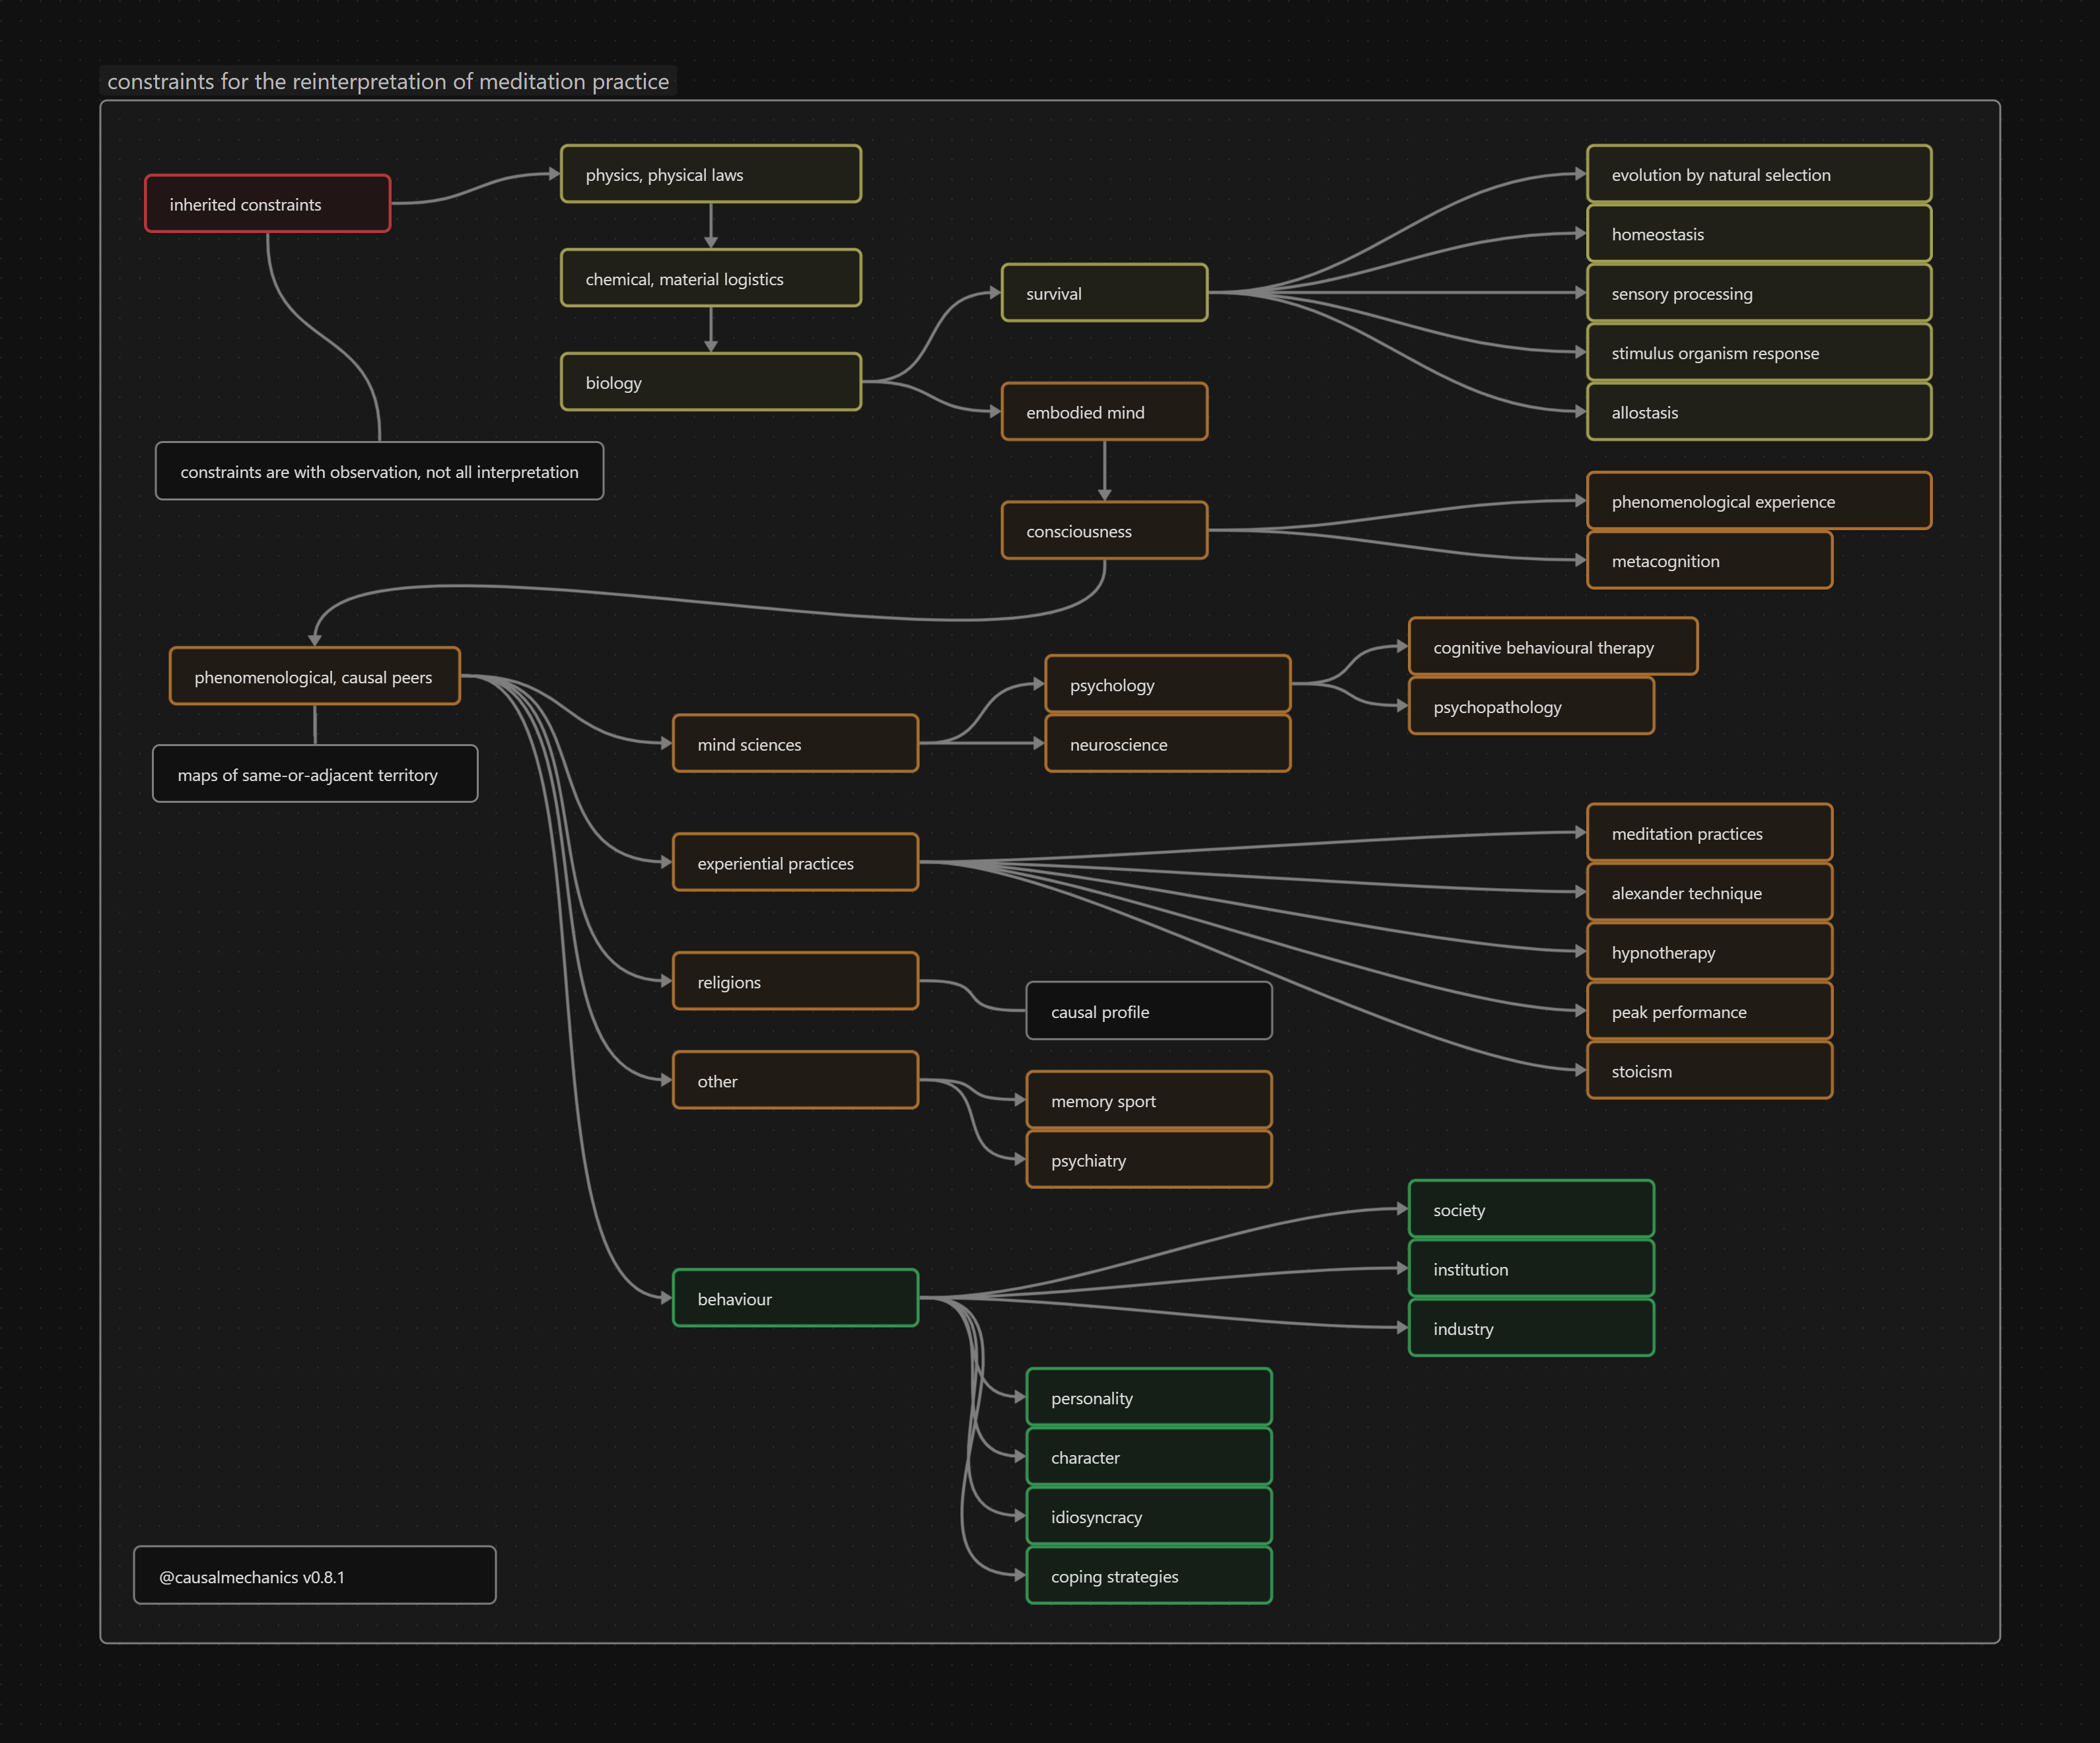 constraints for the reinterpretation of meditation practice
inherited constraints
physics, physical laws
chemical, material logistics
biology
constraints are with observation, not all interpretation
survival
embodied mind
consciousness
evolution by natural selection
homeostasis
sensory processing
stimulus organism response
allostasis
phenomenological experience
metacognition
phenomenological, causal peers
maps of same-or-adjacent territory
mind sciences
psychology
neuroscience
cognitive behavioural therapy
psychopathology
experiential practices
meditation practices
alexander technique
hypnotherapy
peak performance
stoicism
religions
causal profile
other
memory sport
psychiatry
behaviour
society
institution
industry
personality
character
idiosyncracy
coping strategies
@causalmechanics v0.8.1